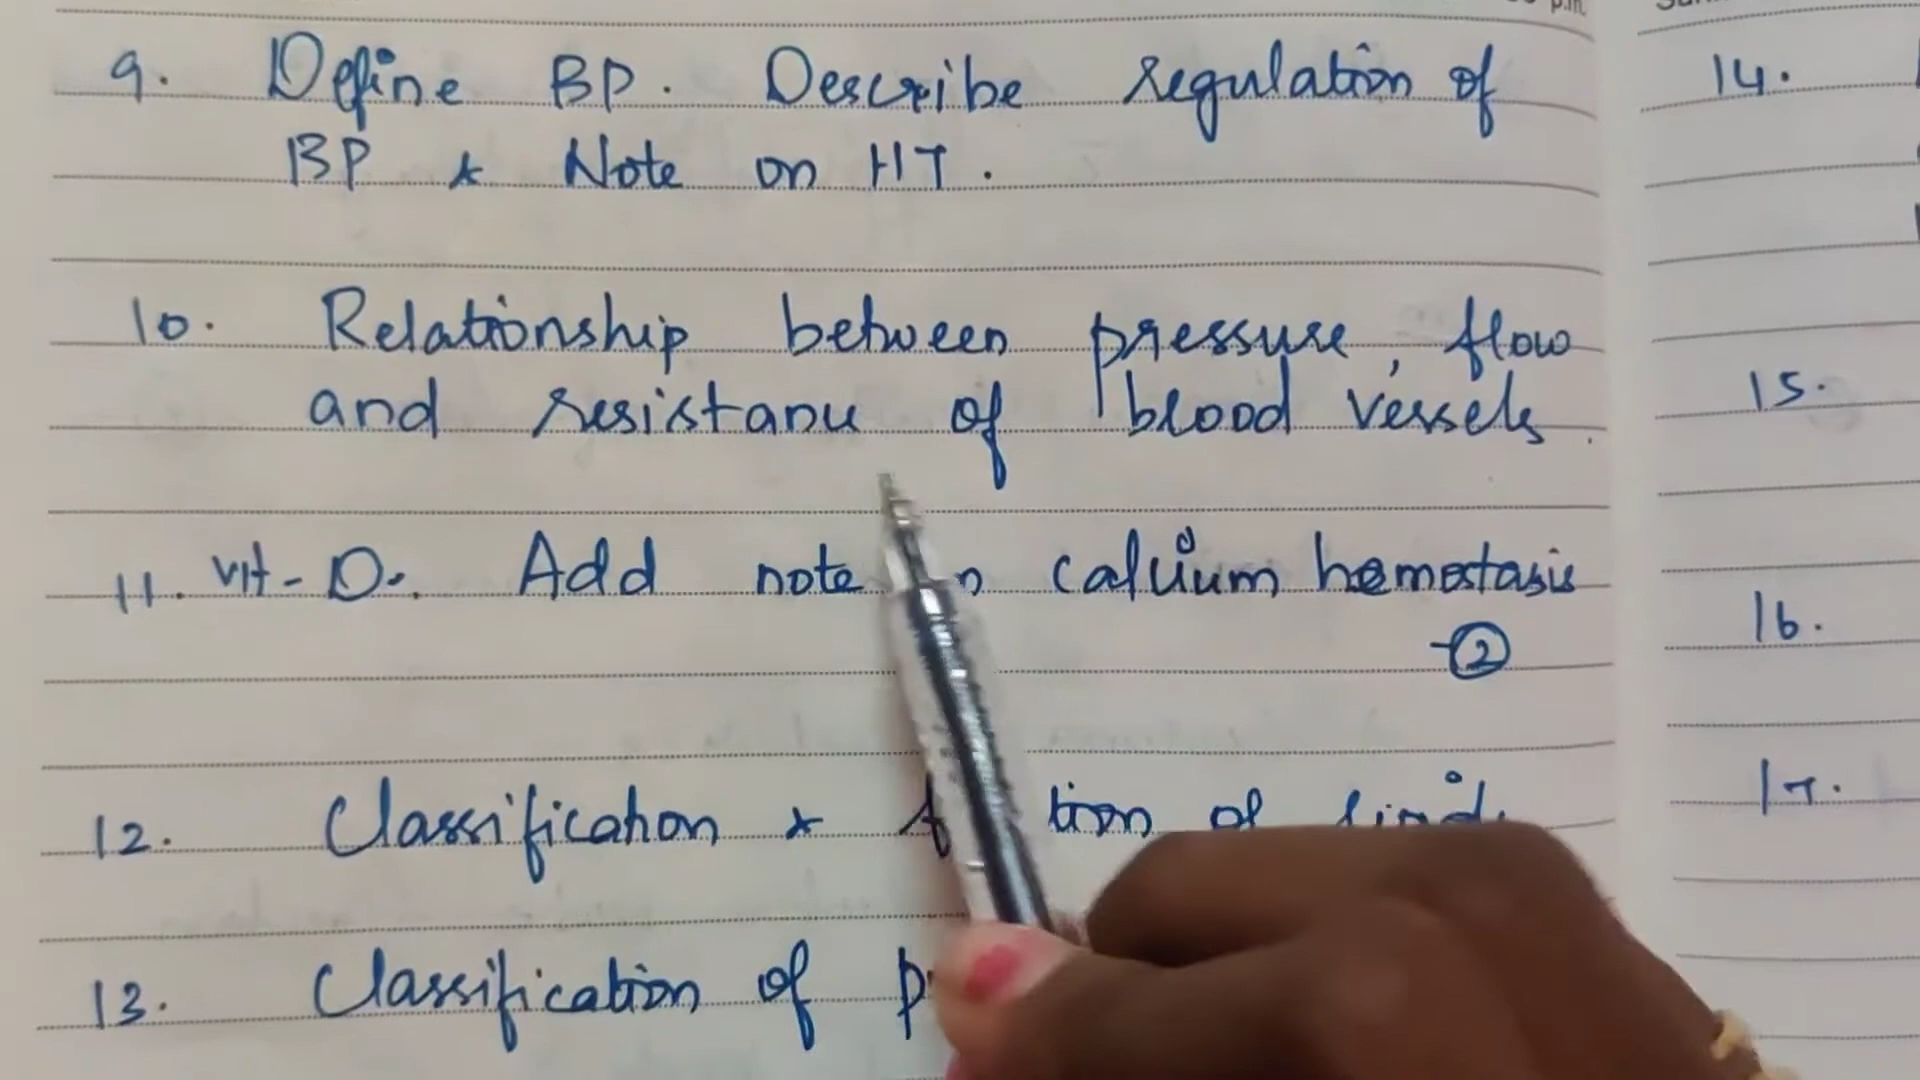 9. Define BP. Describe regulation of
BP & Note on HT.
10. Relationship between pressure, flow
and resistance of blood vessels.
11. Vit-D. Add note calcium hemostasis
-②
12. Classification & of
13. Classification of
14.
15.
16.
17.
p.m.